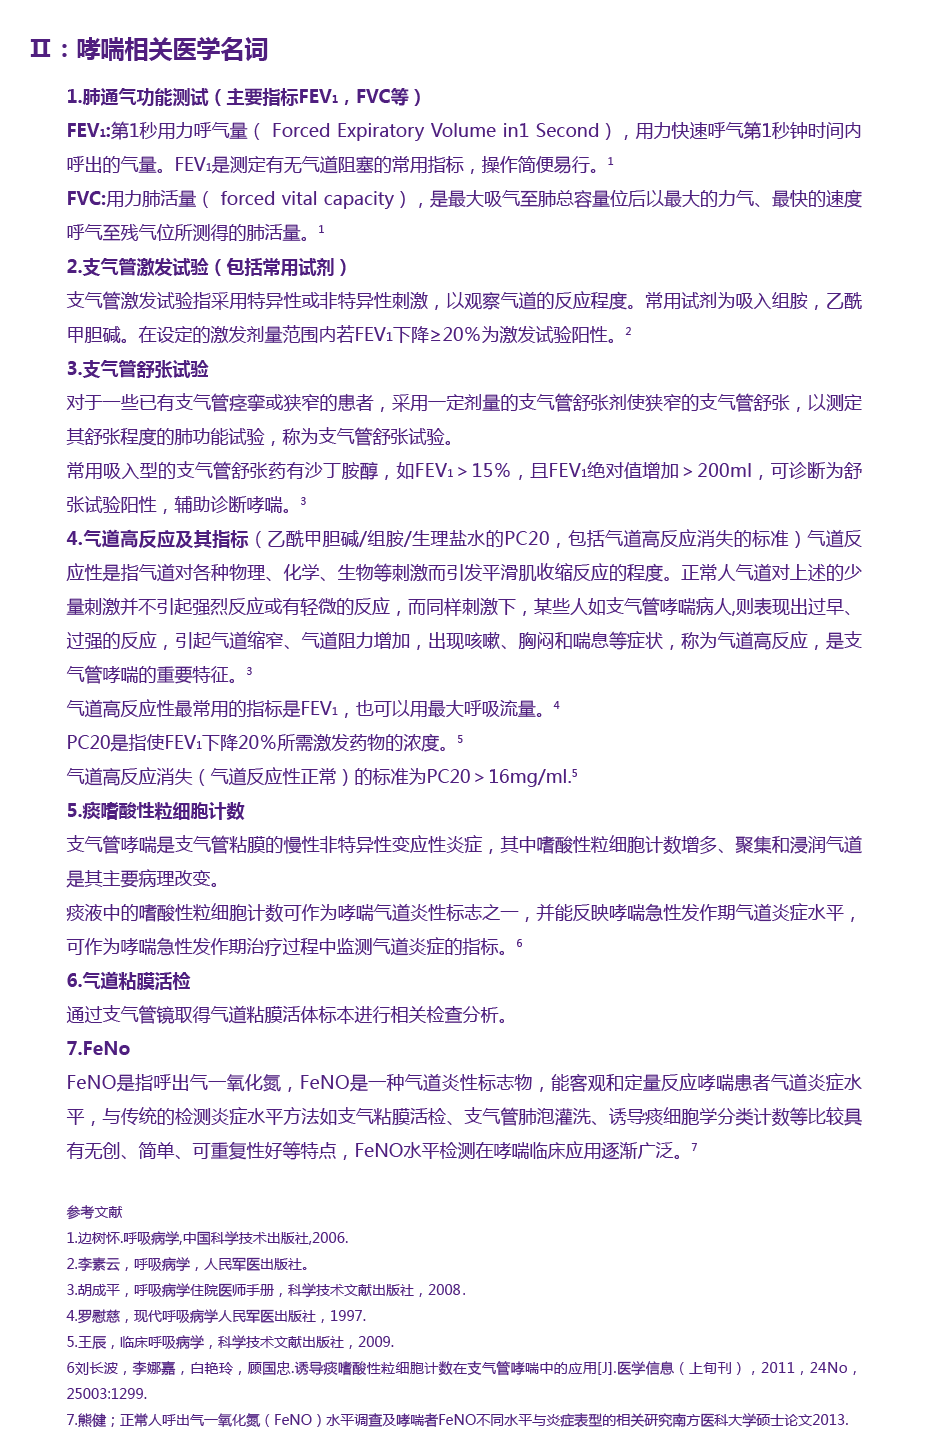 Ⅱ：哮喘相关医学名词
1.肺通气功能测试（主要指标FEV₁，FVC等）
FEV₁:第1秒用力呼气量（ Forced Expiratory Volume in1 Second），用力快速呼气第1秒钟时间内
呼出的气量。FEV₁是测定有无气道阻塞的常用指标，操作简便易行。¹
FVC:用力肺活量（ forced vital capacity），是最大吸气至肺总容量位后以最大的力气、最快的速度
呼气至残气位所测得的肺活量。¹
2.支气管激发试验（包括常用试剂）
支气管激发试验指采用特异性或非特异性刺激，以观察气道的反应程度。常用试剂为吸入组胺，乙酰
甲胆碱。在设定的激发剂量范围内若FEV₁下降≥20%为激发试验阳性。²
3.支气管舒张试验
对于一些已有支气管痉挛或狭窄的患者，采用一定剂量的支气管舒张剂使狭窄的支气管舒张，以测定
其舒张程度的肺功能试验，称为支气管舒张试验。
常用吸入型的支气管舒张药有沙丁胺醇，如FEV₁＞15%，且FEV₁绝对值增加＞200ml，可诊断为舒
张试验阳性，辅助诊断哮喘。³
4.气道高反应及其指标（乙酰甲胆碱/组胺/生理盐水的PC20，包括气道高反应消失的标准）气道反
应性是指气道对各种物理、化学、生物等刺激而引发平滑肌收缩反应的程度。正常人气道对上述的少
量刺激并不引起强烈反应或有轻微的反应，而同样刺激下，某些人如支气管哮喘病人,则表现出过早、
过强的反应，引起气道缩窄、气道阻力增加，出现咳嗽、胸闷和喘息等症状，称为气道高反应，是支
气管哮喘的重要特征。³
气道高反应性最常用的指标是FEV₁，也可以用最大呼吸流量。⁴
PC20是指使FEV₁下降20%所需激发药物的浓度。⁵
气道高反应消失（气道反应性正常）的标准为PC20＞16mg/ml.⁵
5.痰嗜酸性粒细胞计数
支气管哮喘是支气管粘膜的慢性非特异性变应性炎症，其中嗜酸性粒细胞计数增多、聚集和浸润气道
是其主要病理改变。
痰液中的嗜酸性粒细胞计数可作为哮喘气道炎性标志之一，并能反映哮喘急性发作期气道炎症水平，
可作为哮喘急性发作期治疗过程中监测气道炎症的指标。⁶
6.气道粘膜活检
通过支气管镜取得气道粘膜活体标本进行相关检查分析。
7.FeNo
FeNO是指呼出气一氧化氮，FeNO是一种气道炎性标志物，能客观和定量反应哮喘患者气道炎症水
平，与传统的检测炎症水平方法如支气粘膜活检、支气管肺泡灌洗、诱导痰细胞学分类计数等比较具
有无创、简单、可重复性好等特点，FeNO水平检测在哮喘临床应用逐渐广泛。⁷
参考文献
1.边树怀.呼吸病学,中国科学技术出版社,2006.
2.李素云，呼吸病学，人民军医出版社。
3.胡成平，呼吸病学住院医师手册，科学技术文献出版社，2008.
4.罗慰慈，现代呼吸病学人民军医出版社，1997.
5.王辰，临床呼吸病学，科学技术文献出版社，2009.
6刘长波，李娜嘉，白艳玲，顾国忠.诱导痰嗜酸性粒细胞计数在支气管哮喘中的应用[J].医学信息（上旬刊），2011，24No，
25003:1299.
7.熊健；正常人呼出气一氧化氮（FeNO）水平调查及哮喘者FeNO不同水平与炎症表型的相关研究南方医科大学硕士论文2013.